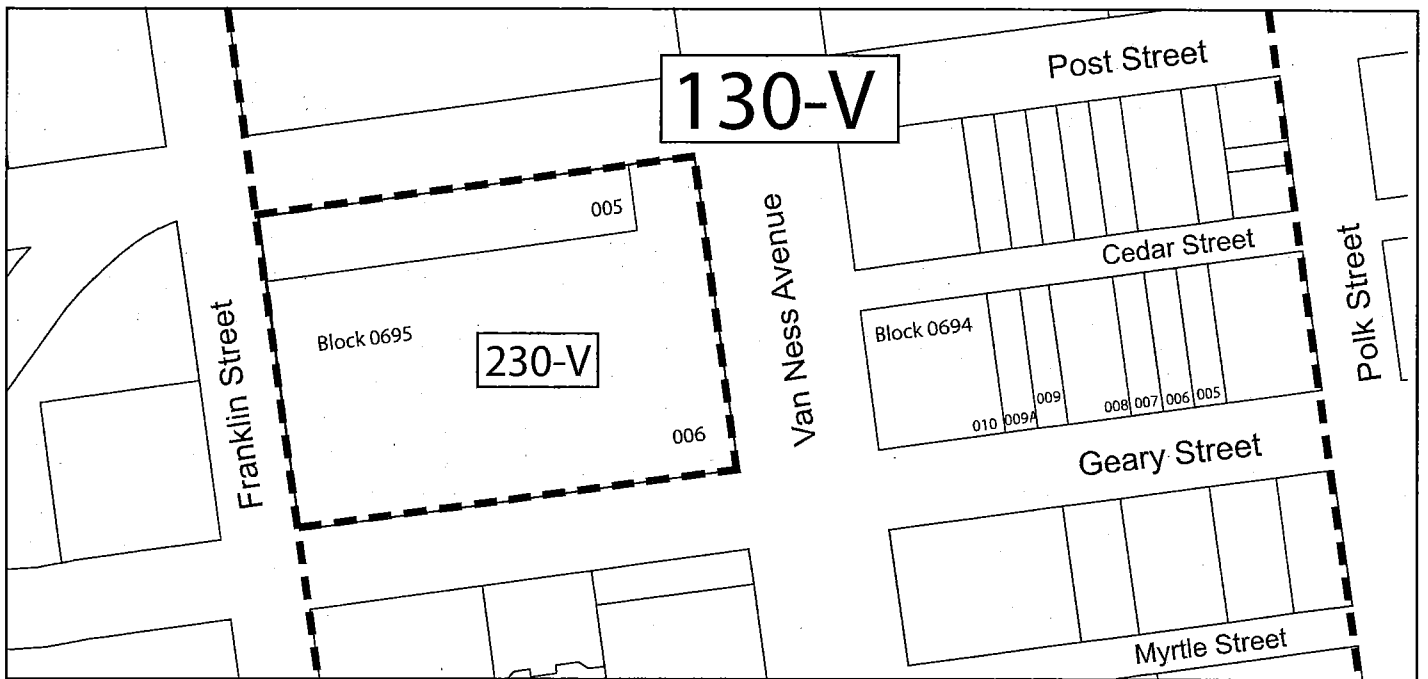 130-V
Post Street
005
Cedar Street
Van Ness Avenue
Polk Street
Franklin Street
Block 0695
230-V
Block 0694
006
010
009A
009
008
007
006
005
Geary Street
Myrtle Street